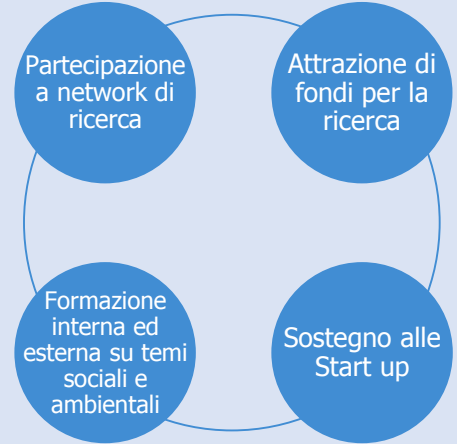 Partecipazione
a network di
ricerca
Attrazione di
fondi per la
ricerca
Formazione
interna ed
esterna su temi
sociali e
ambientali
Sostegno alle
Start up